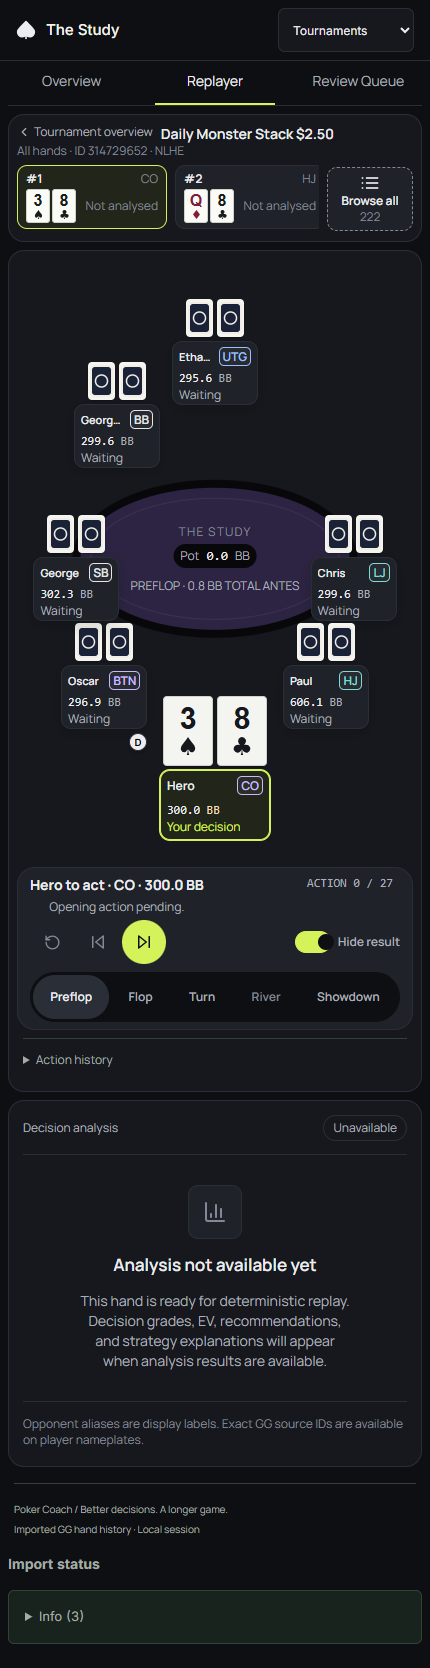 The Study
Tournaments
Overview
Replayer
Review Queue
Tournament overview
Daily Monster Stack $2.50
All hands · ID 314729652 · NLHE
#1
CO
3
8
Not analysed
#2
HJ
Q
8
Not analysed
Browse all
222
Etha...
UTG
295.6 BB
Waiting
Georg...
BB
299.6 BB
Waiting
THE STUDY
Pot 0.0 BB
PREFLOP · 0.8 BB TOTAL ANTES
George
SB
302.3 BB
Waiting
Chris
LJ
299.6 BB
Waiting
Oscar
BTN
296.9 BB
Waiting
Paul
HJ
606.1 BB
Waiting
D
3
8
Hero
CO
300.0 BB
Your decision
Hero to act · CO · 300.0 BB
ACTION 0 / 27
Opening action pending.
Hide result
Preflop
Flop
Turn
River
Showdown
Action history
Decision analysis
Unavailable
Analysis not available yet
This hand is ready for deterministic replay.
Decision grades, EV, recommendations,
and strategy explanations will appear
when analysis results are available.
Opponent aliases are display labels. Exact GG source IDs are available
on player nameplates.
Poker Coach / Better decisions. A longer game.
Imported GG hand history · Local session
Import status
Info (3)